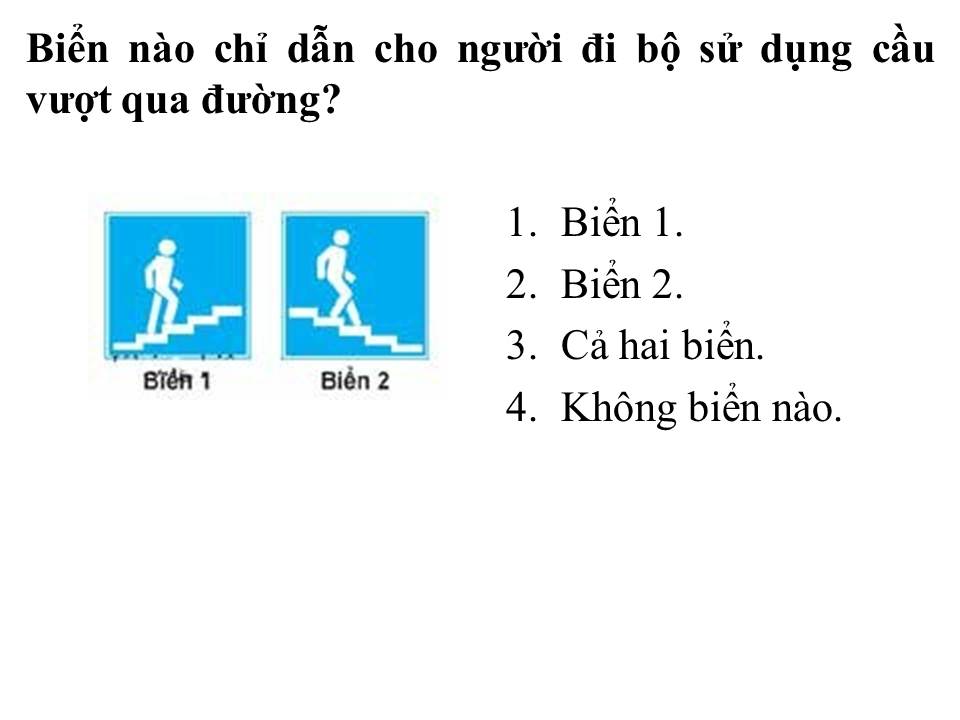 Biển nào chỉ dẫn cho người đi bộ sử dụng cầu
vượt qua đường?
1. Biển 1.
2. Biển 2.
3. Cả hai biển.
4. Không biển nào.
Biển 1
Biển 2